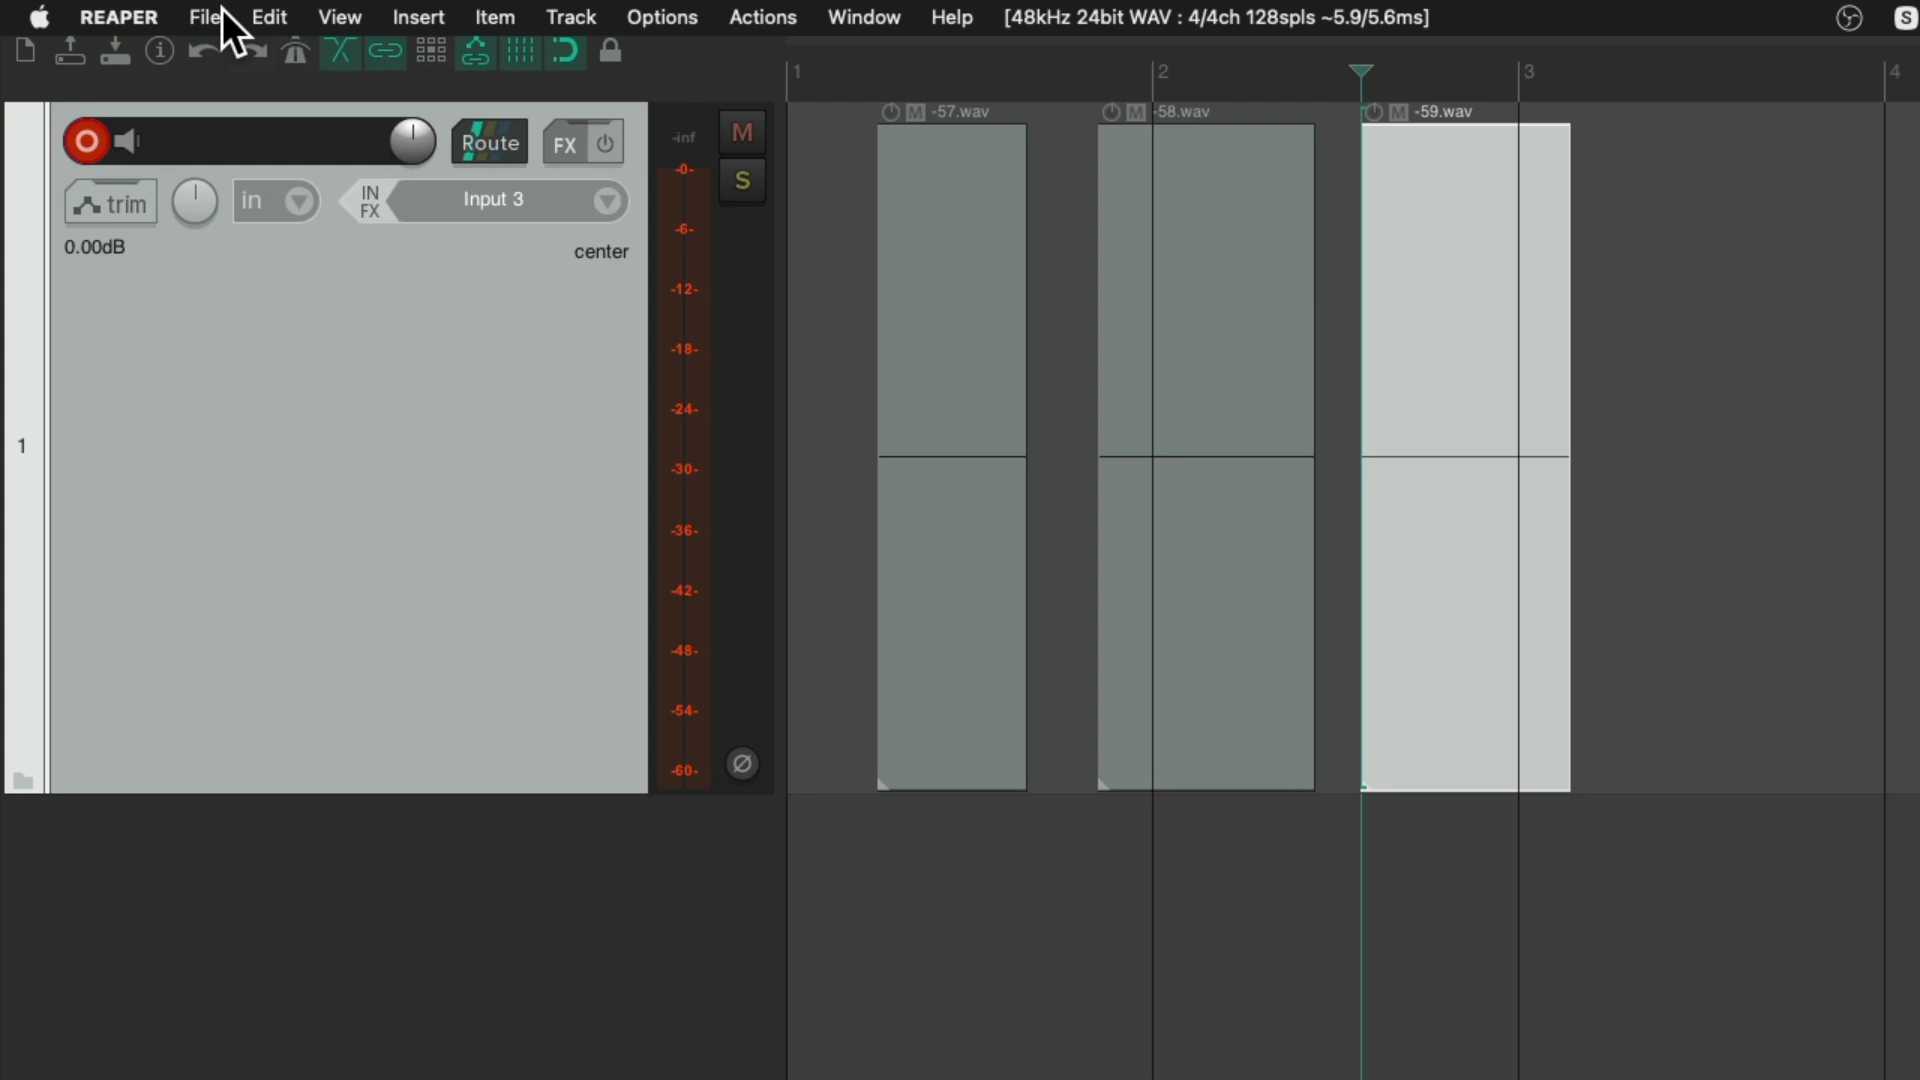 REAPER File Edit View Insert Item Track Options Actions Window Help [48kHz 24bit WAV : 4/4ch 128spls ~5.9/5.6ms] S
1 2 3 4
M -57.wav M -58.wav M -59.wav
Route FX -inf M
-0-
trim in IN FX Input 3 S
0.00dB center -6-
-12-
-18-
-24-
1
-30-
-36-
-42-
-48-
-54-
-60-